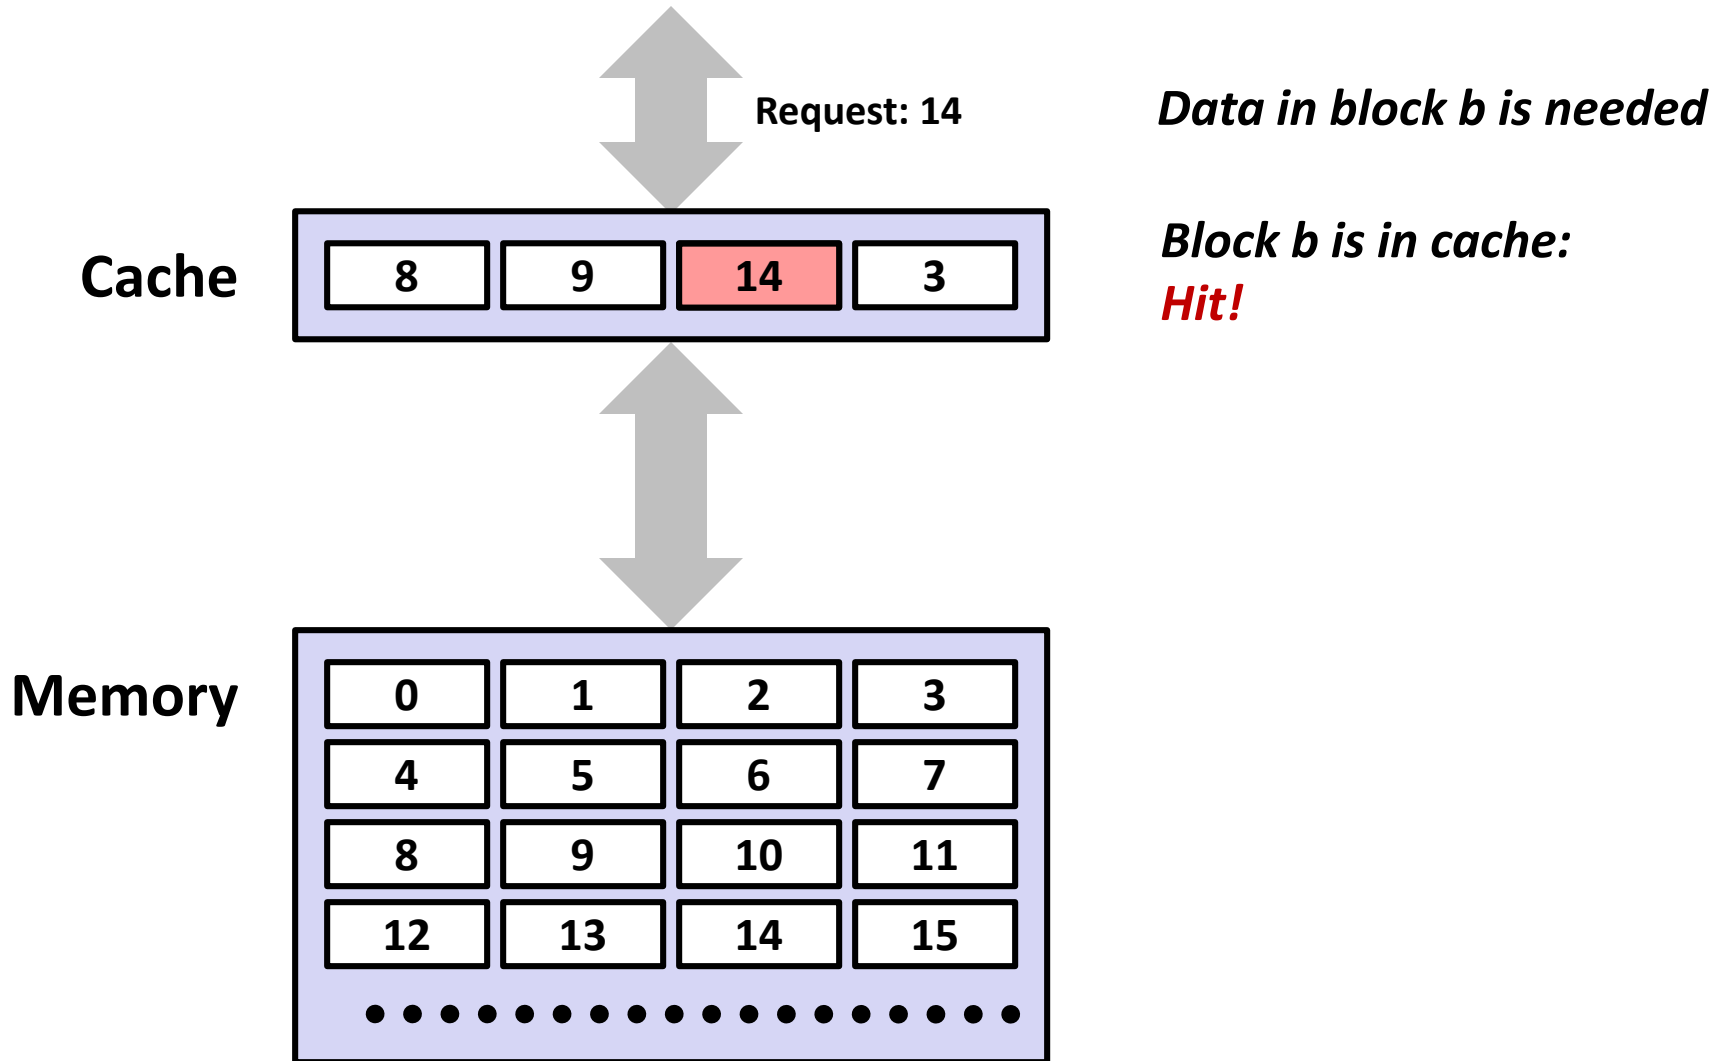 Request: 14
Data in block b is needed
Cache
8 9 14 3
Block b is in cache:
Hit!
Memory
0 1 2 3
4 5 6 7
8 9 10 11
12 13 14 15